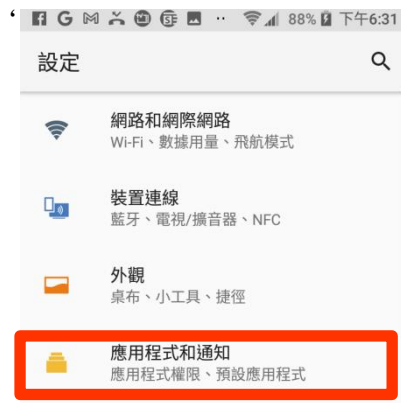 88% 下午6:31
設定
網路和網際網路
Wi-Fi、數據用量、飛航模式
裝置連線
藍牙、電視/擴音器、NFC
外觀
桌布、小工具、捷徑
應用程式和通知
應用程式權限、預設應用程式